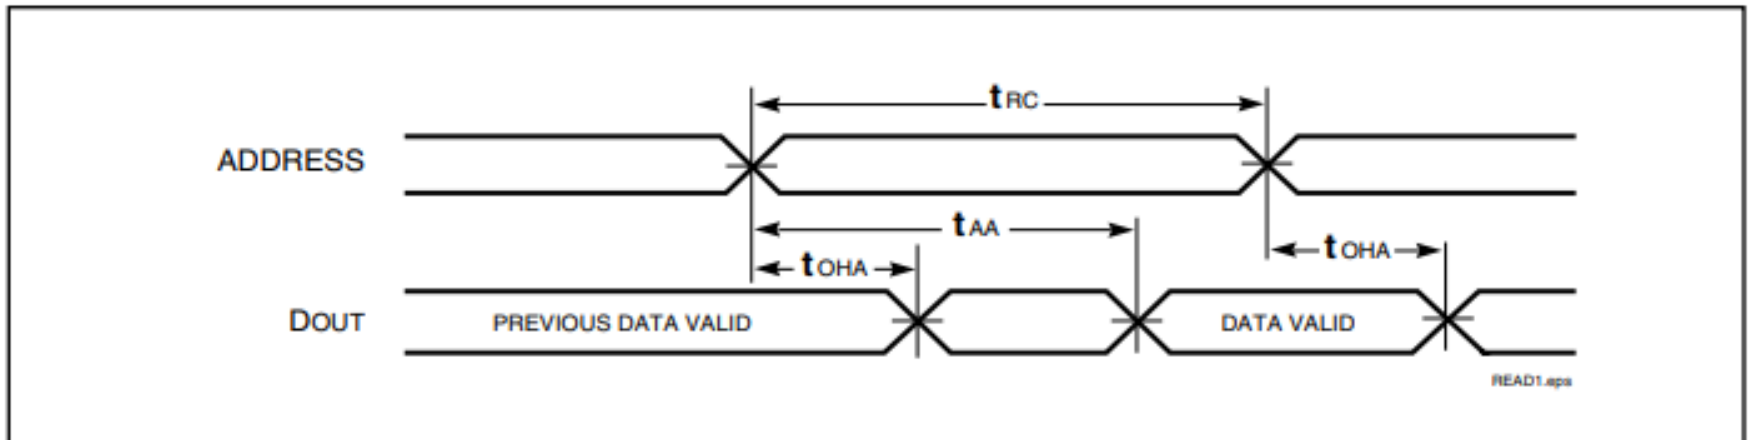 tRC
ADDRESS
tAA
tOHA
tOHA
DOUT
PREVIOUS DATA VALID
DATA VALID
READ1.eps